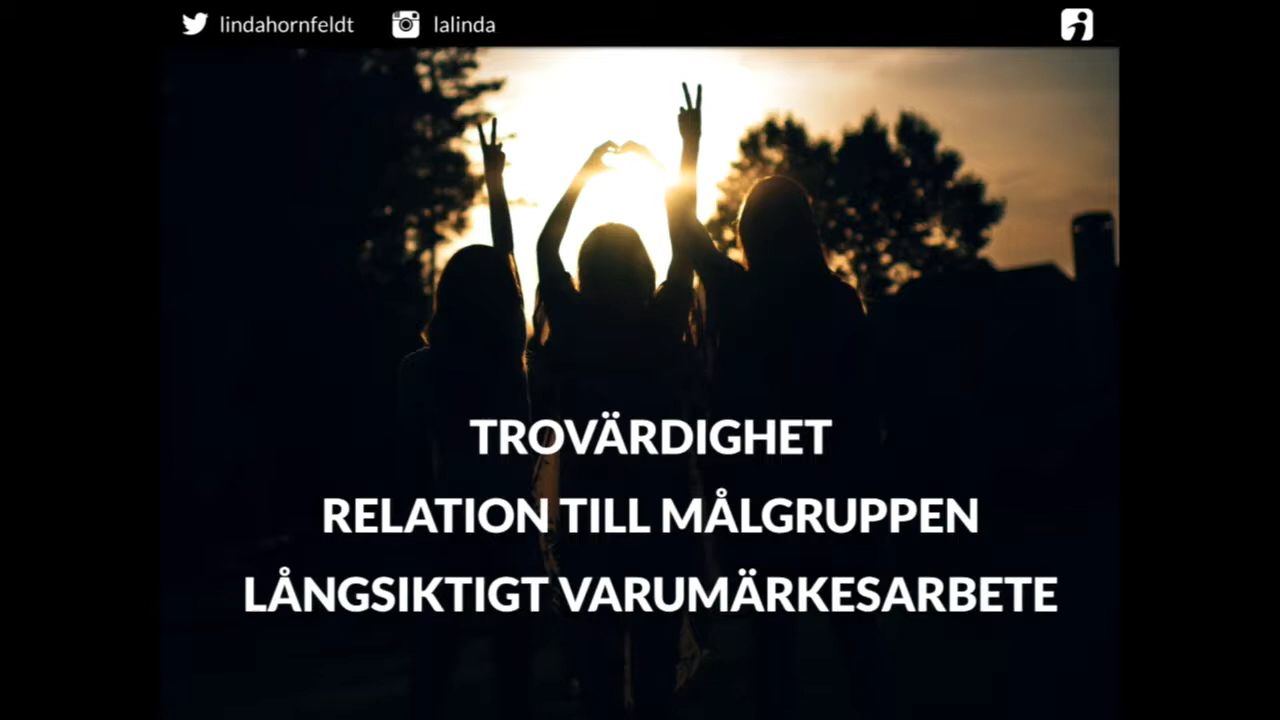 lindahornfeldt lalinda
TROVÄRDIGHET
RELATION TILL MÅLGRUPPEN
LÅNGSIKTIGT VARUMÄRKESARBETE